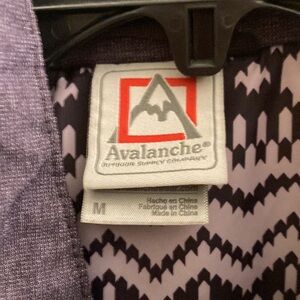 Avalanche®
OUTDOOR SUPPLY COMPANY
M
Hecho en China
Fabriqué en Chine
Made in China